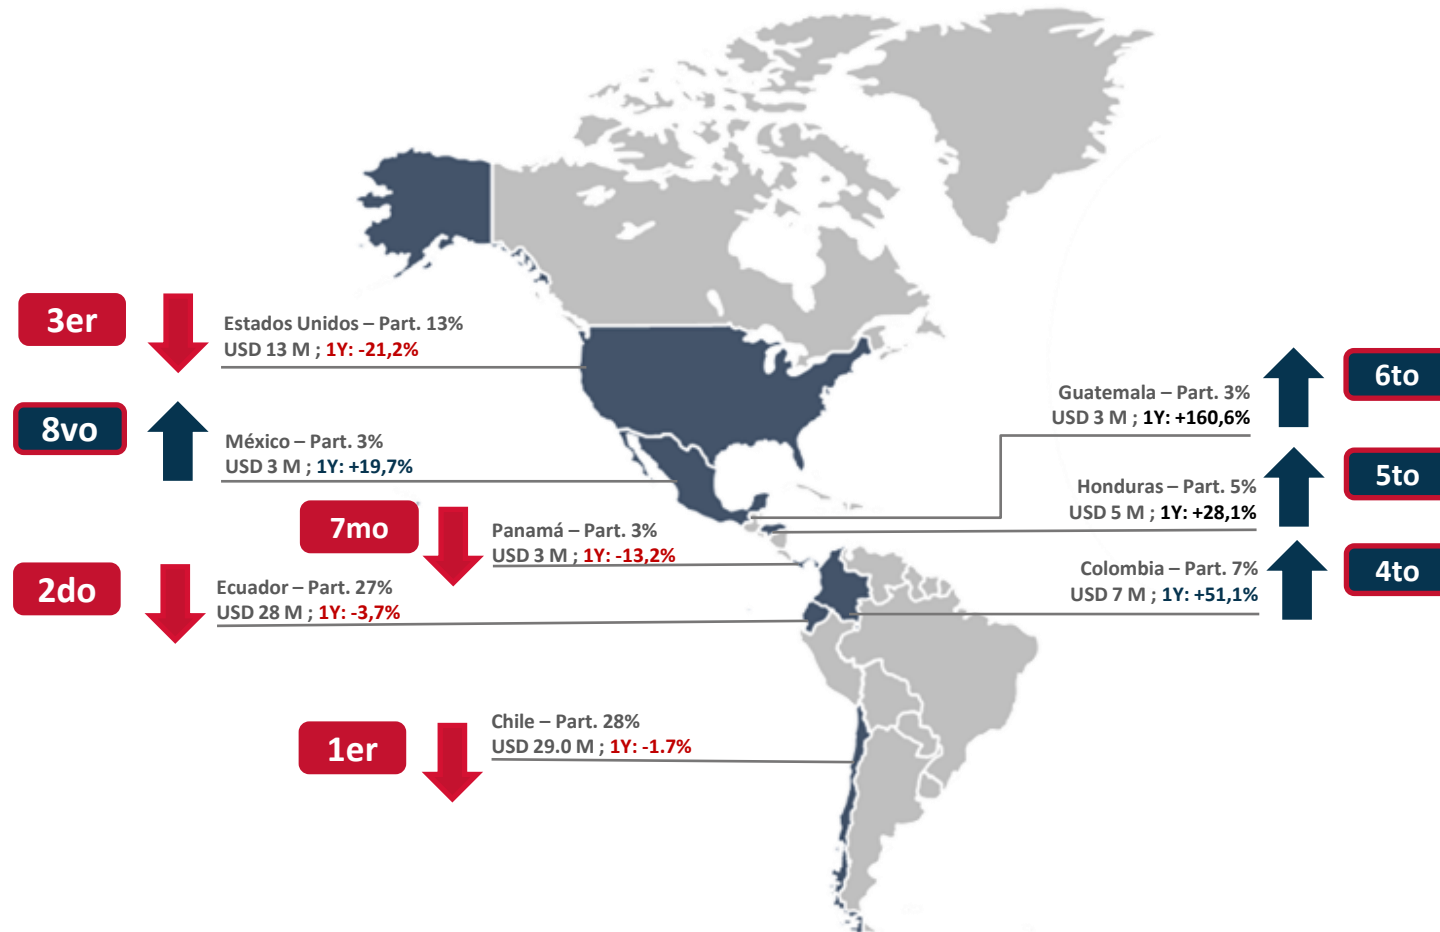 3er
Estados Unidos – Part. 13%
USD 13 M ; 1Y: -21,2%
8vo
México – Part. 3%
USD 3 M ; 1Y: +19,7%
7mo
Panamá – Part. 3%
USD 3 M ; 1Y: -13,2%
2do
Ecuador – Part. 27%
USD 28 M ; 1Y: -3,7%
1er
Chile – Part. 28%
USD 29.0 M ; 1Y: -1.7%
Guatemala – Part. 3%
USD 3 M ; 1Y: +160,6%
6to
Honduras – Part. 5%
USD 5 M ; 1Y: +28,1%
5to
Colombia – Part. 7%
USD 7 M ; 1Y: +51,1%
4to